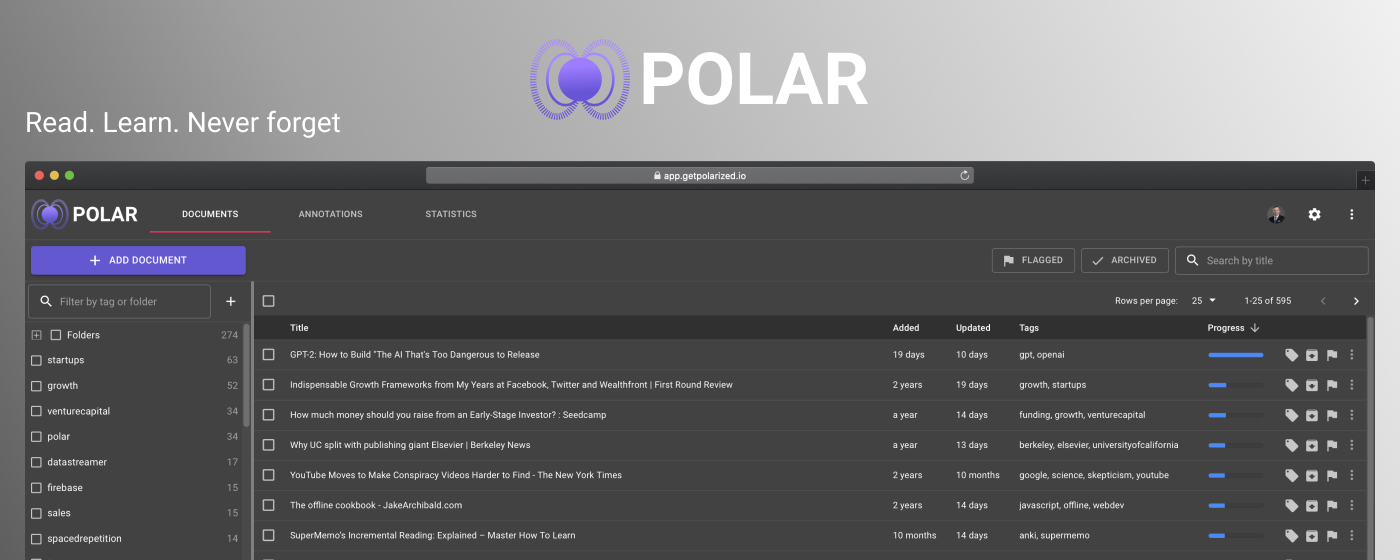 POLAR
Read. Learn. Never forget
app.getpolarized.io
POLAR DOCUMENTS ANNOTATIONS STATISTICS
ADD DOCUMENT FLAGGED ARCHIVED Search by title
Filter by tag or folder Rows per page: 25 1-25 of 595
Title Added Updated Tags Progress
Folders 274
startups 63
growth 52
venturecapital 34
polar 34
datastreamer 17
firebase 15
sales 15
spacedrepetition 14
GPT-2: How to Build "The AI That's Too Dangerous to Release 19 days 10 days gpt, openai
Indispensable Growth Frameworks from My Years at Facebook, Twitter and Wealthfront | First Round Review 2 years 19 days growth, startups
How much money should you raise from an Early-Stage Investor? : Seedcamp a year 14 days funding, growth, venturecapital
Why UC split with publishing giant Elsevier | Berkeley News a year 13 days berkeley, elsevier, universityofcalifornia
YouTube Moves to Make Conspiracy Videos Harder to Find - The New York Times 2 years 10 months google, science, skepticism, youtube
The offline cookbook - JakeArchibald.com 2 years 14 days javascript, offline, webdev
SuperMemo's Incremental Reading: Explained – Master How To Learn 10 months 14 days anki, supermemo